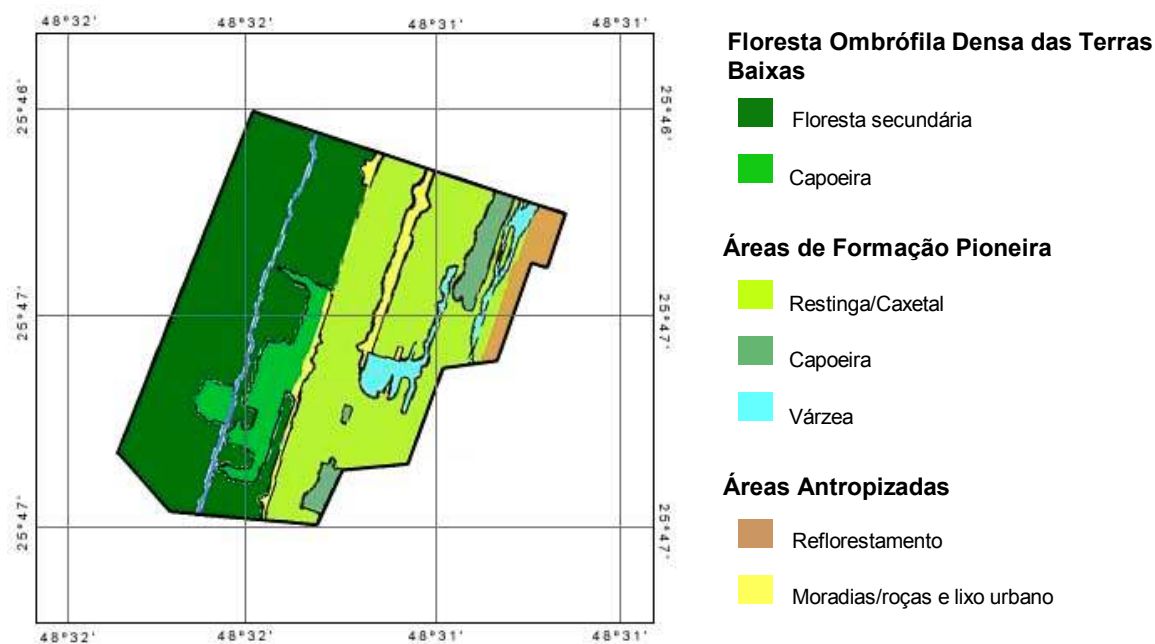 48°32' 48°32' 48°31' 48°31'
25°46' 25°46'
25°47' 25°47'
25°47' 25°47'
48°32' 48°32' 48°31' 48°31'
Floresta Ombrófila Densa das Terras
Baixas
Floresta secundária
Capoeira
Áreas de Formação Pioneira
Restinga/Caxetal
Capoeira
Várzea
Áreas Antropizadas
Reflorestamento
Moradias/roças e lixo urbano